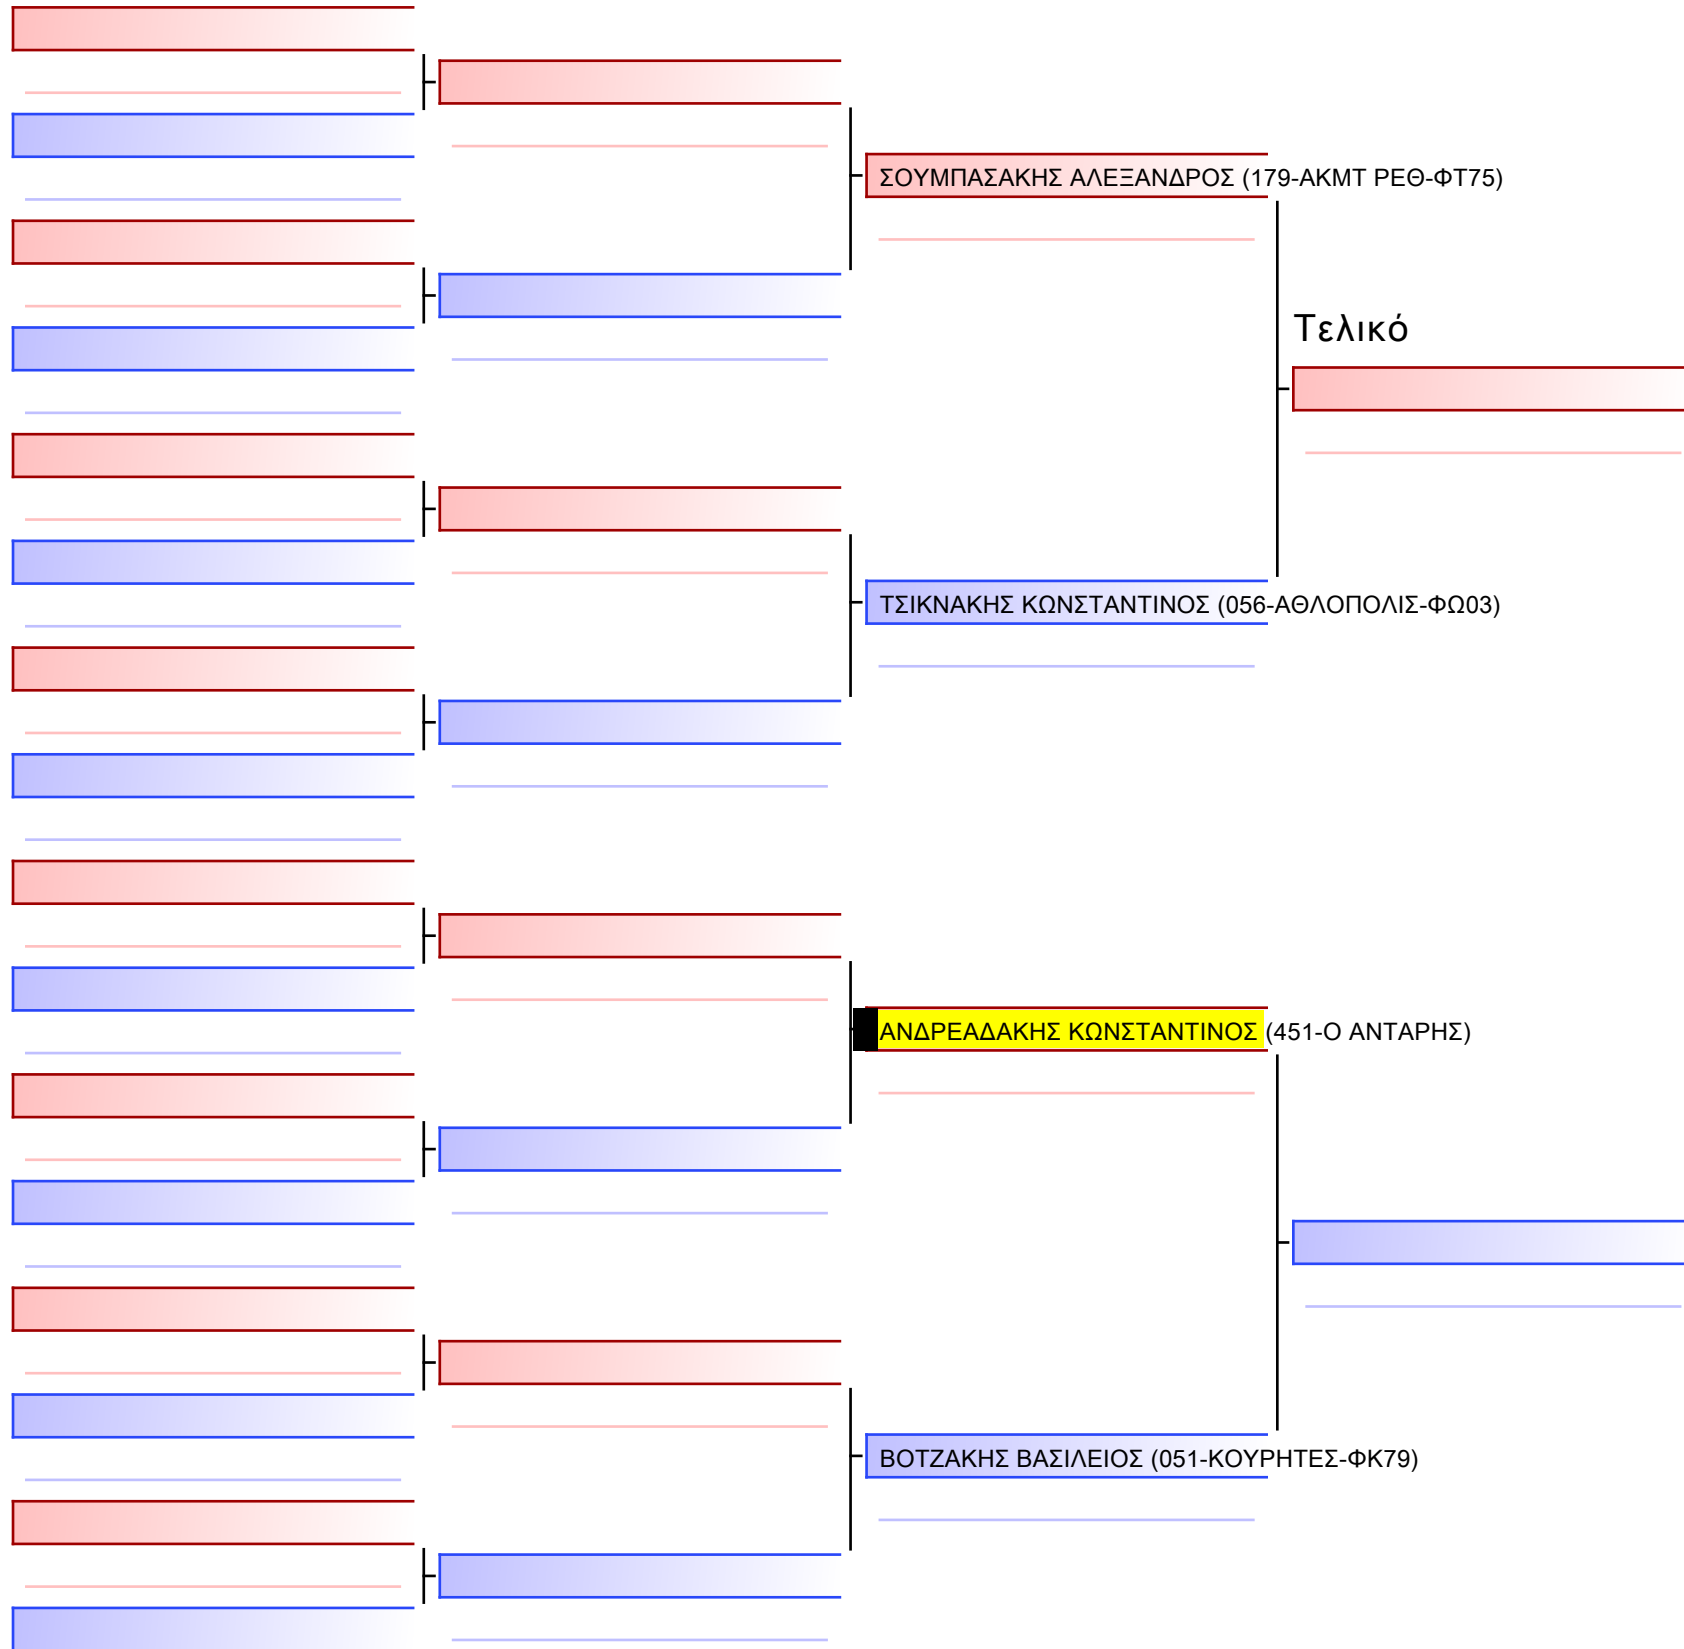 ΣΟΥΜΠΑΣΑΚΗΣ ΑΛΕΞΑΝΔΡΟΣ (179-ΑΚΜΤ ΡΕΘ-ΦΤ75)
Τελικό
ΤΣΙΚΝΑΚΗΣ ΚΩΝΣΤΑΝΤΙΝΟΣ (056-ΑΘΛΟΠΟΛΙΣ-ΦΩ03)
ΑΝΔΡΕΑΔΑΚΗΣ ΚΩΝΣΤΑΝΤΙΝΟΣ (451-Ο ΑΝΤΑΡΗΣ)
ΒΟΤΖΑΚΗΣ ΒΑΣΙΛΕΙΟΣ (051-ΚΟΥΡΗΤΕΣ-ΦΚ79)